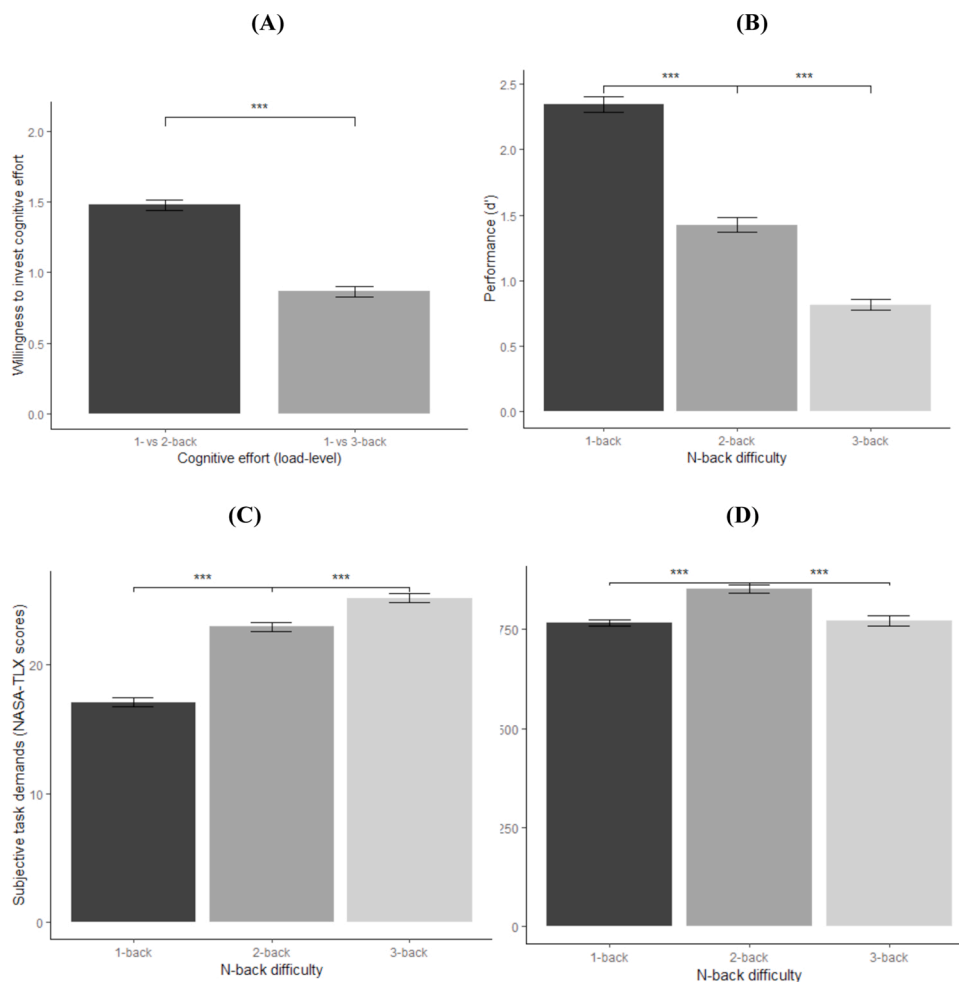 (A)
(B)
***
2.0
1.5
1.0
0.5
0.0
Willingness to invest cognitive effort
1- vs 2-back
1- vs 3-back
Cognitive effort (load-level)
***
***
2.5
2.0
1.5
1.0
0.5
0.0
Performance (d')
1-back
2-back
3-back
N-back difficulty
(C)
(D)
***
***
20
10
0
Subjective task demands (NASA-TLX scores)
1-back
2-back
3-back
N-back difficulty
***
***
750
500
250
0
1-back
2-back
3-back
N-back difficulty